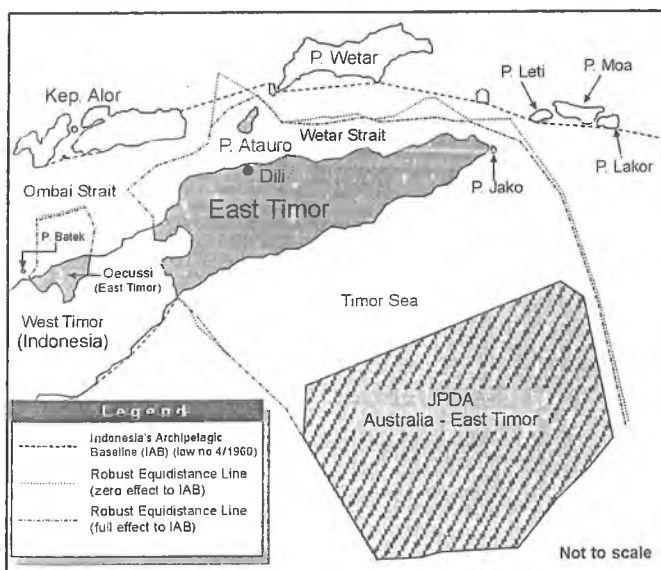 P. Wetar
P. Leti
P. Moa
Kep. Alor
P. Atauro
Wetar Strait
P. Lakor
Dili
P. Jako
Ombai Strait
East Timor
P. Batek
Oecussi
(East Timor)
Timor Sea
West Timor
(Indonesia)
JPDA
Australia - East Timor
Legend
Indonesia's Archipelagic
Baseline (IAB) (law no 4/1960)
Robust Equidistance Line
(zero effect to IAB)
Robust Equidistance Line
(full effect to IAB)
Not to scale